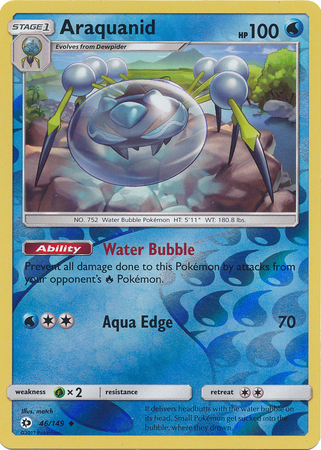 STAGE 1
Araquanid
HP 100
Evolves from Dewpider
NO. 752 Water Bubble Pokémon HT: 5'11" WT: 180.8 lbs.
Ability Water Bubble
Prevent all damage done to this Pokémon by attacks
from your opponent's Pokémon.
Aqua Edge 70
weakness × 2 resistance retreat
Illus. match
46/149
©2017 Pokémon
It delivers headbutts with the water bubble
on its head. Small Pokémon get sucked into the
bubble, where they drown.